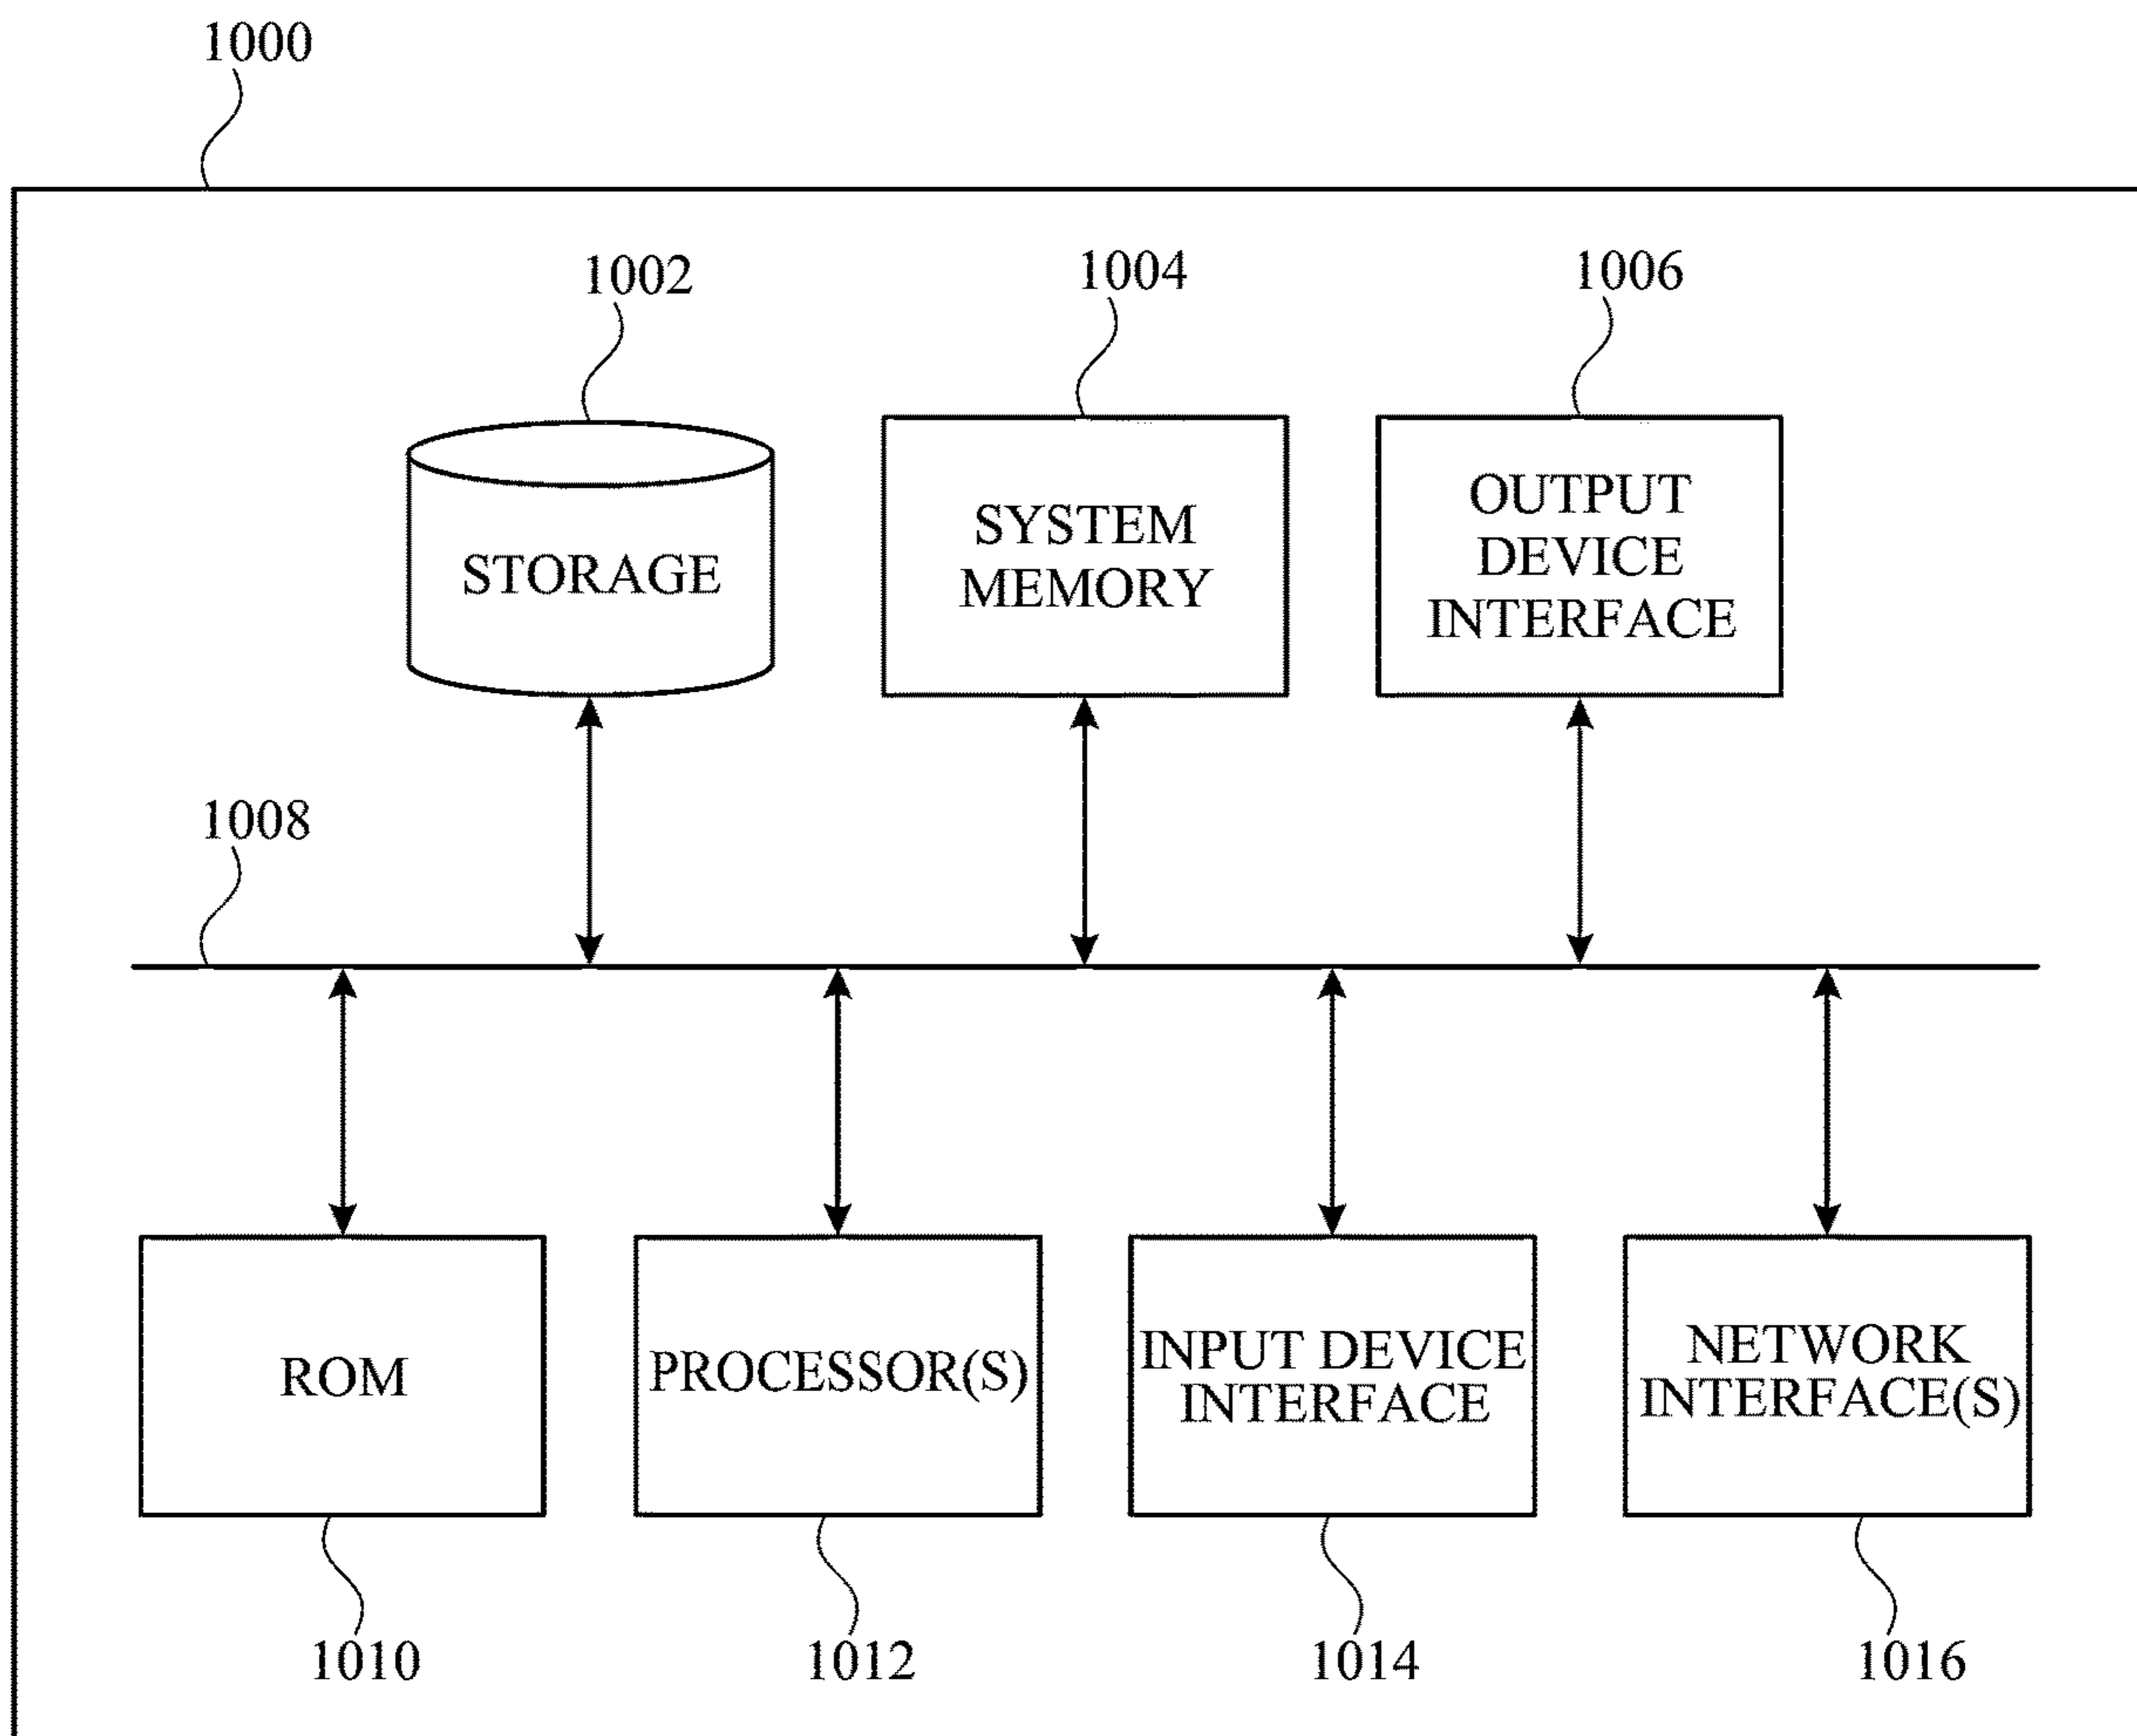 1000
1002
1004
1006
STORAGE
SYSTEM
MEMORY
OUTPUT
DEVICE
INTERFACE
1008
ROM
PROCESSOR(S)
INPUT DEVICE
INTERFACE
NETWORK
INTERFACE(S)
1010
1012
1014
1016